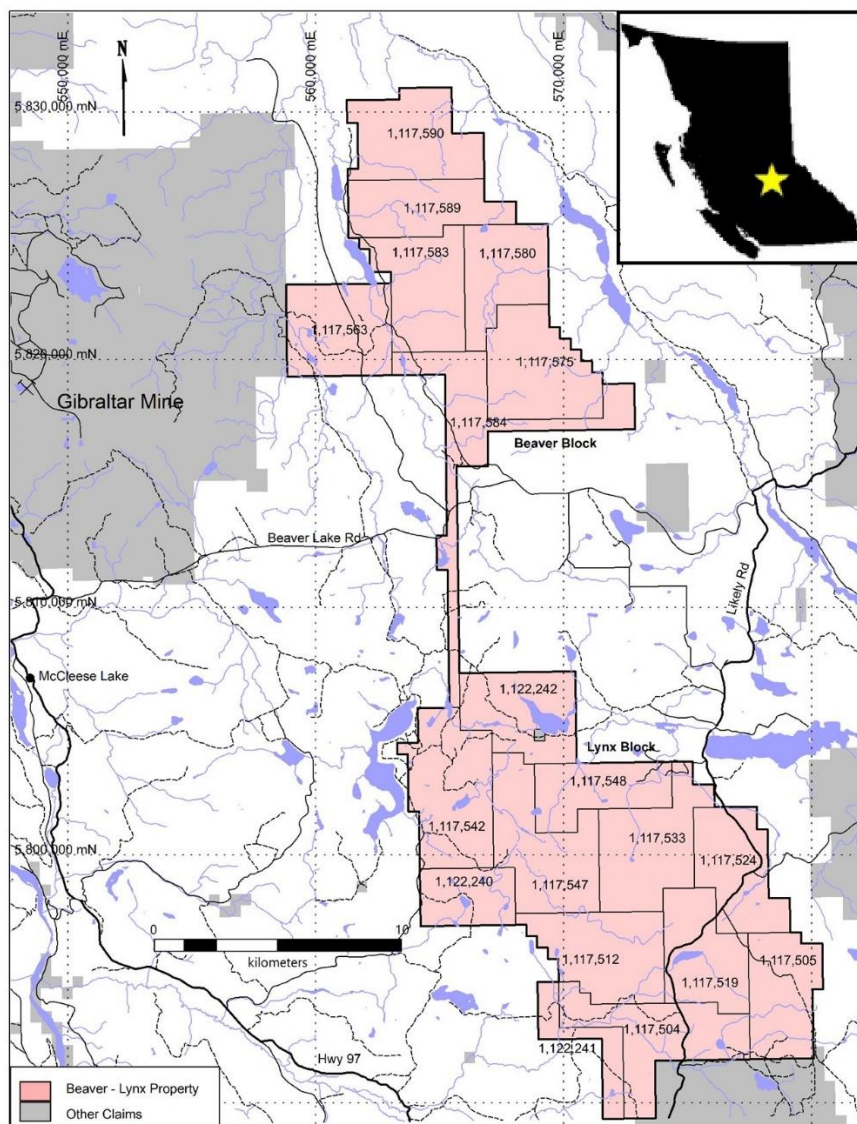 550,000 mE
560,000 mE
570,000 mE
N
5,830,000 mN
1,117,590
1,117,589
1,117,583
1,117,580
1,117,563
5,820,000 mN
1,117,575
Gibraltar Mine
1,117,584
Beaver Block
Beaver Lake Rd
Likely Rd
5,810,000 mN
McCleese Lake
1,122,242
Lynx Block
1,117,548
1,117,542
1,117,533
5,800,000 mN
1,117,524
1,122,240
1,117,547
0
10
kilometers
1,117,512
1,117,505
1,117,519
1,117,504
1,122,241
Hwy 97
Beaver - Lynx Property
Other Claims